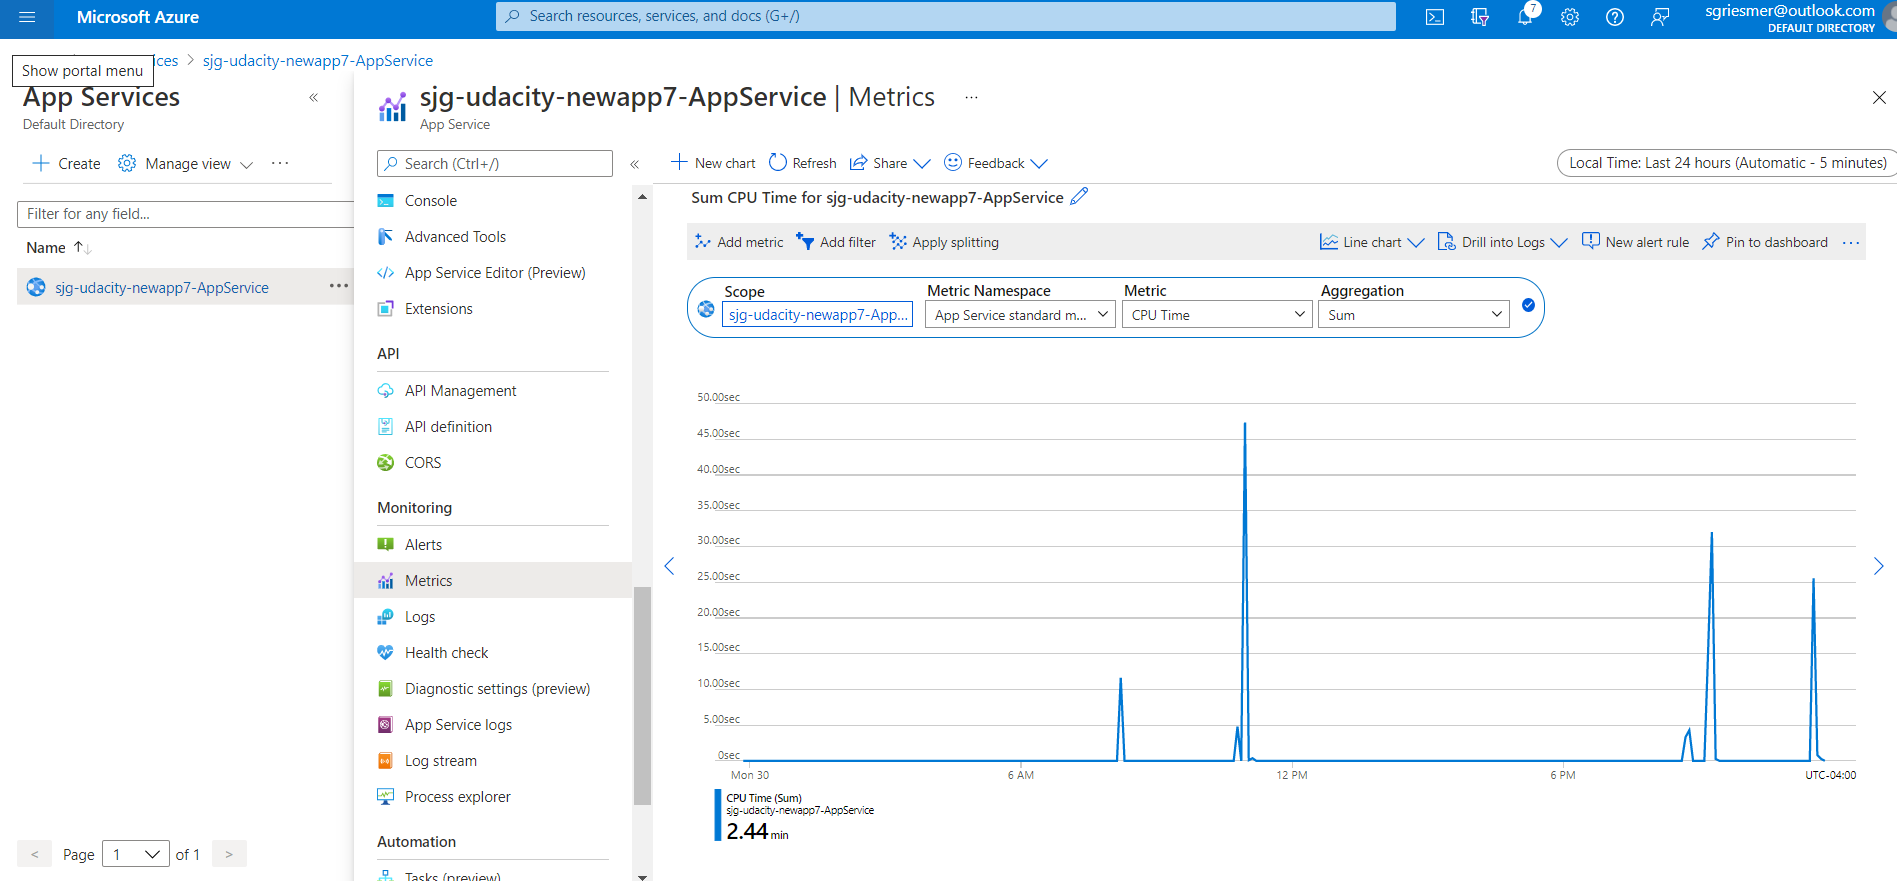 Microsoft Azure
Search resources, services, and docs (G+/)
7
sgriesmer@outlook.com
DEFAULT DIRECTORY
Show portal menu
ices > sjg-udacity-newapp7-AppService
App Services
«
Default Directory
Create
Manage view
...
Filter for any field...
Name
sjg-udacity-newapp7-AppService
...
<
Page
1
of 1
>
sjg-udacity-newapp7-AppService | Metrics
...
App Service
Search (Ctrl+/)
«
Console
Advanced Tools
App Service Editor (Preview)
Extensions
API
API Management
API definition
CORS
Monitoring
Alerts
Metrics
Logs
Health check
Diagnostic settings (preview)
App Service logs
Log stream
Process explorer
Automation
Tasks (preview)
New chart
Refresh
Share
Feedback
Local Time: Last 24 hours (Automatic - 5 minutes)
Sum CPU Time for sjg-udacity-newapp7-AppService
Add metric
Add filter
Apply splitting
Line chart
Drill into Logs
New alert rule
Pin to dashboard
...
Scope
Metric Namespace
Metric
Aggregation
sjg-udacity-newapp7-App...
App Service standard m...
CPU Time
Sum
50.00sec
45.00sec
40.00sec
35.00sec
30.00sec
25.00sec
20.00sec
15.00sec
10.00sec
5.00sec
0sec
Mon 30
6 AM
12 PM
6 PM
UTC-04:00
CPU Time (Sum)
sjg-udacity-newapp7-AppService
2.44 min